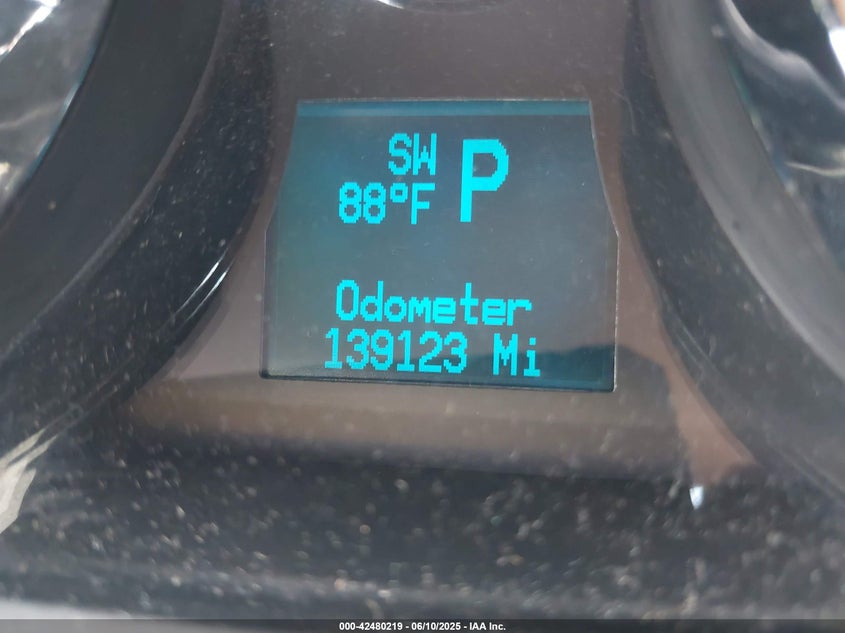 SW P
88°F
Odometer
139123 Mi
000-42480219 - 06/10/2025 - IAA Inc.